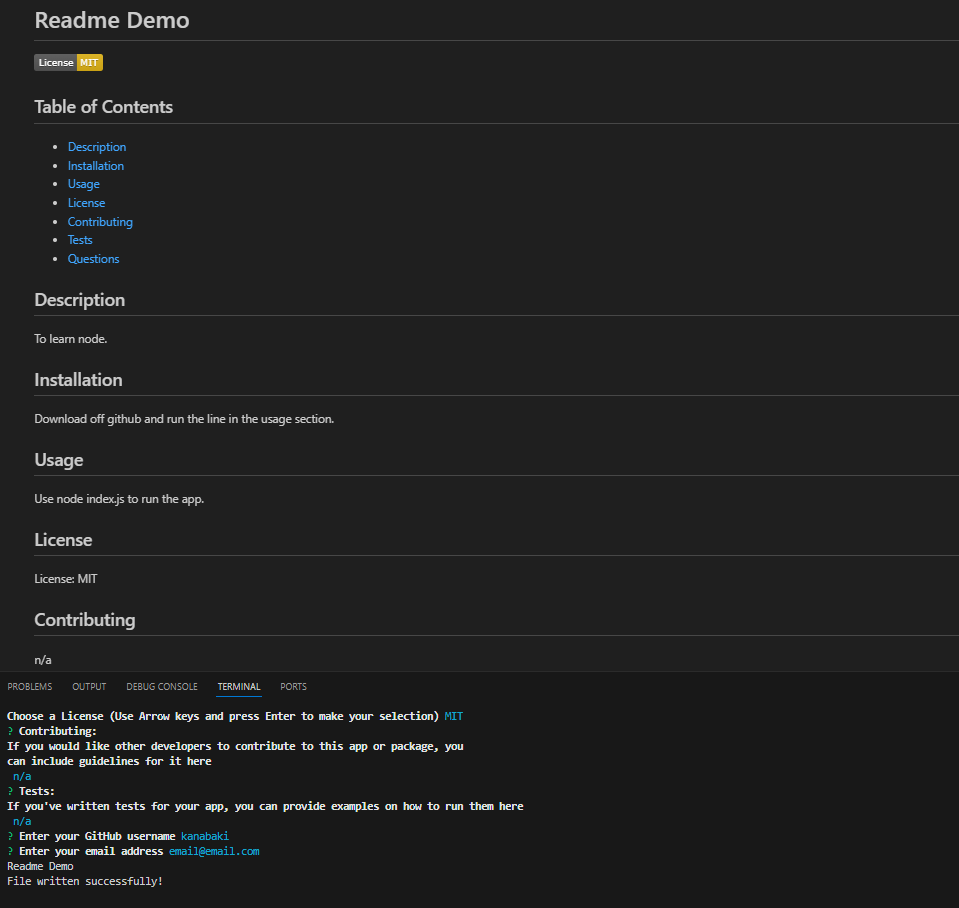 Readme Demo
License MIT
Table of Contents
Description
Installation
Usage
License
Contributing
Tests
Questions
Description
To learn node.
Installation
Download off github and run the line in the usage section.
Usage
Use node index.js to run the app.
License
License: MIT
Contributing
n/a
PROBLEMS OUTPUT DEBUG CONSOLE TERMINAL PORTS
Choose a License (Use Arrow keys and press Enter to make your selection) MIT
? Contributing:
If you would like other developers to contribute to this app or package, you
can include guidelines for it here
n/a
? Tests:
If you've written tests for your app, you can provide examples on how to run them here
n/a
? Enter your GitHub username kanabaki
? Enter your email address email@email.com
Readme Demo
File written successfully!